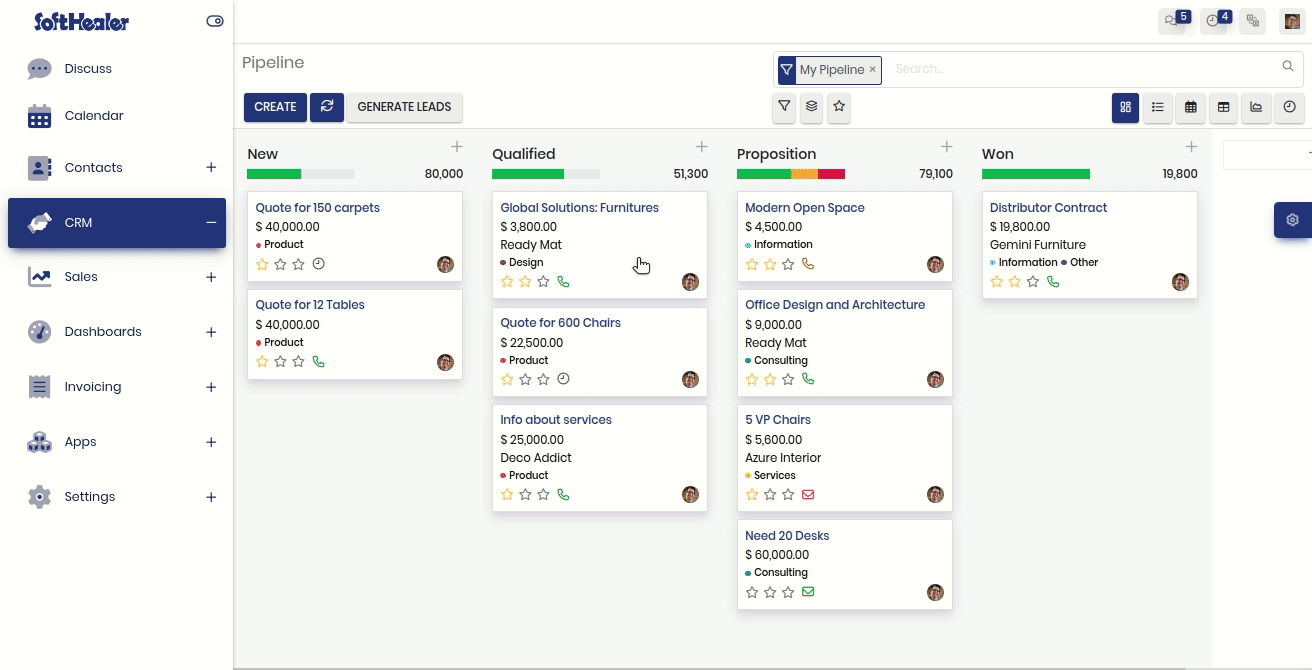 SoftHealer
5
4
Discuss
Calendar
Contacts
CRM
Sales
Dashboards
Invoicing
Apps
Settings
Pipeline
My Pipeline ×
Search...
CREATE
GENERATE LEADS
New
80,000
Quote for 150 carpets
$ 40,000.00
Product
Quote for 12 Tables
$ 40,000.00
Product
Qualified
51,300
Global Solutions: Furnitures
$ 3,800.00
Ready Mat
Design
Quote for 600 Chairs
$ 22,500.00
Product
Info about services
$ 25,000.00
Deco Addict
Product
Proposition
79,100
Modern Open Space
$ 4,500.00
Information
Office Design and Architecture
$ 9,000.00
Ready Mat
Consulting
5 VP Chairs
$ 5,600.00
Azure Interior
Services
Need 20 Desks
$ 60,000.00
Consulting
Won
19,800
Distributor Contract
$ 19,800.00
Gemini Furniture
Information Other